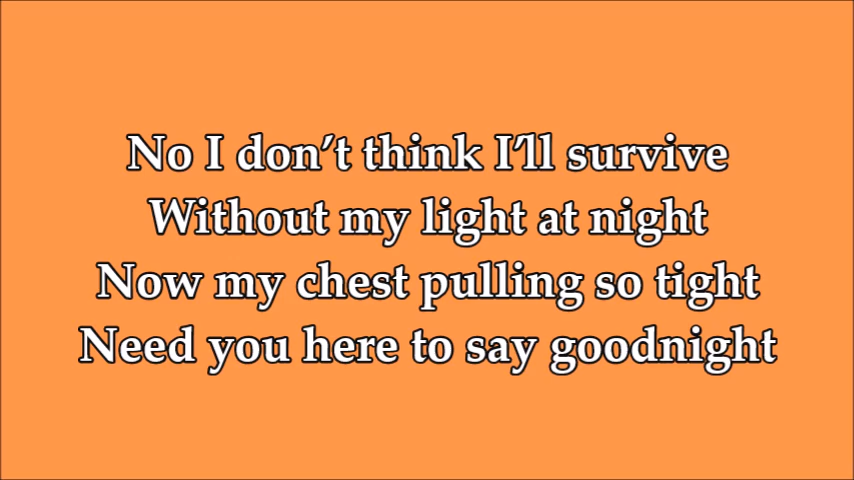 No I don’t think I’ll survive
Without my light at night
Now my chest pulling so tight
Need you here to say goodnight